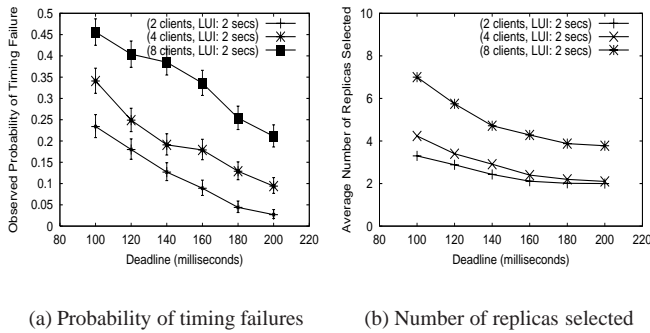 Observed Probability of Timing Failure
0.5
0.45
0.4
0.35
0.3
0.25
0.2
0.15
0.1
0.05
0
(2 clients, LUI: 2 secs)
(4 clients, LUI: 2 secs)
(8 clients, LUI: 2 secs)
80 100 120 140 160 180 200 220
Deadline (milliseconds)
(a) Probability of timing failures
Average Number of Replicas Selected
10
8
6
4
2
0
(2 clients, LUI: 2 secs)
(4 clients, LUI: 2 secs)
(8 clients, LUI: 2 secs)
80 100 120 140 160 180 200 220
Deadline (milliseconds)
(b) Number of replicas selected